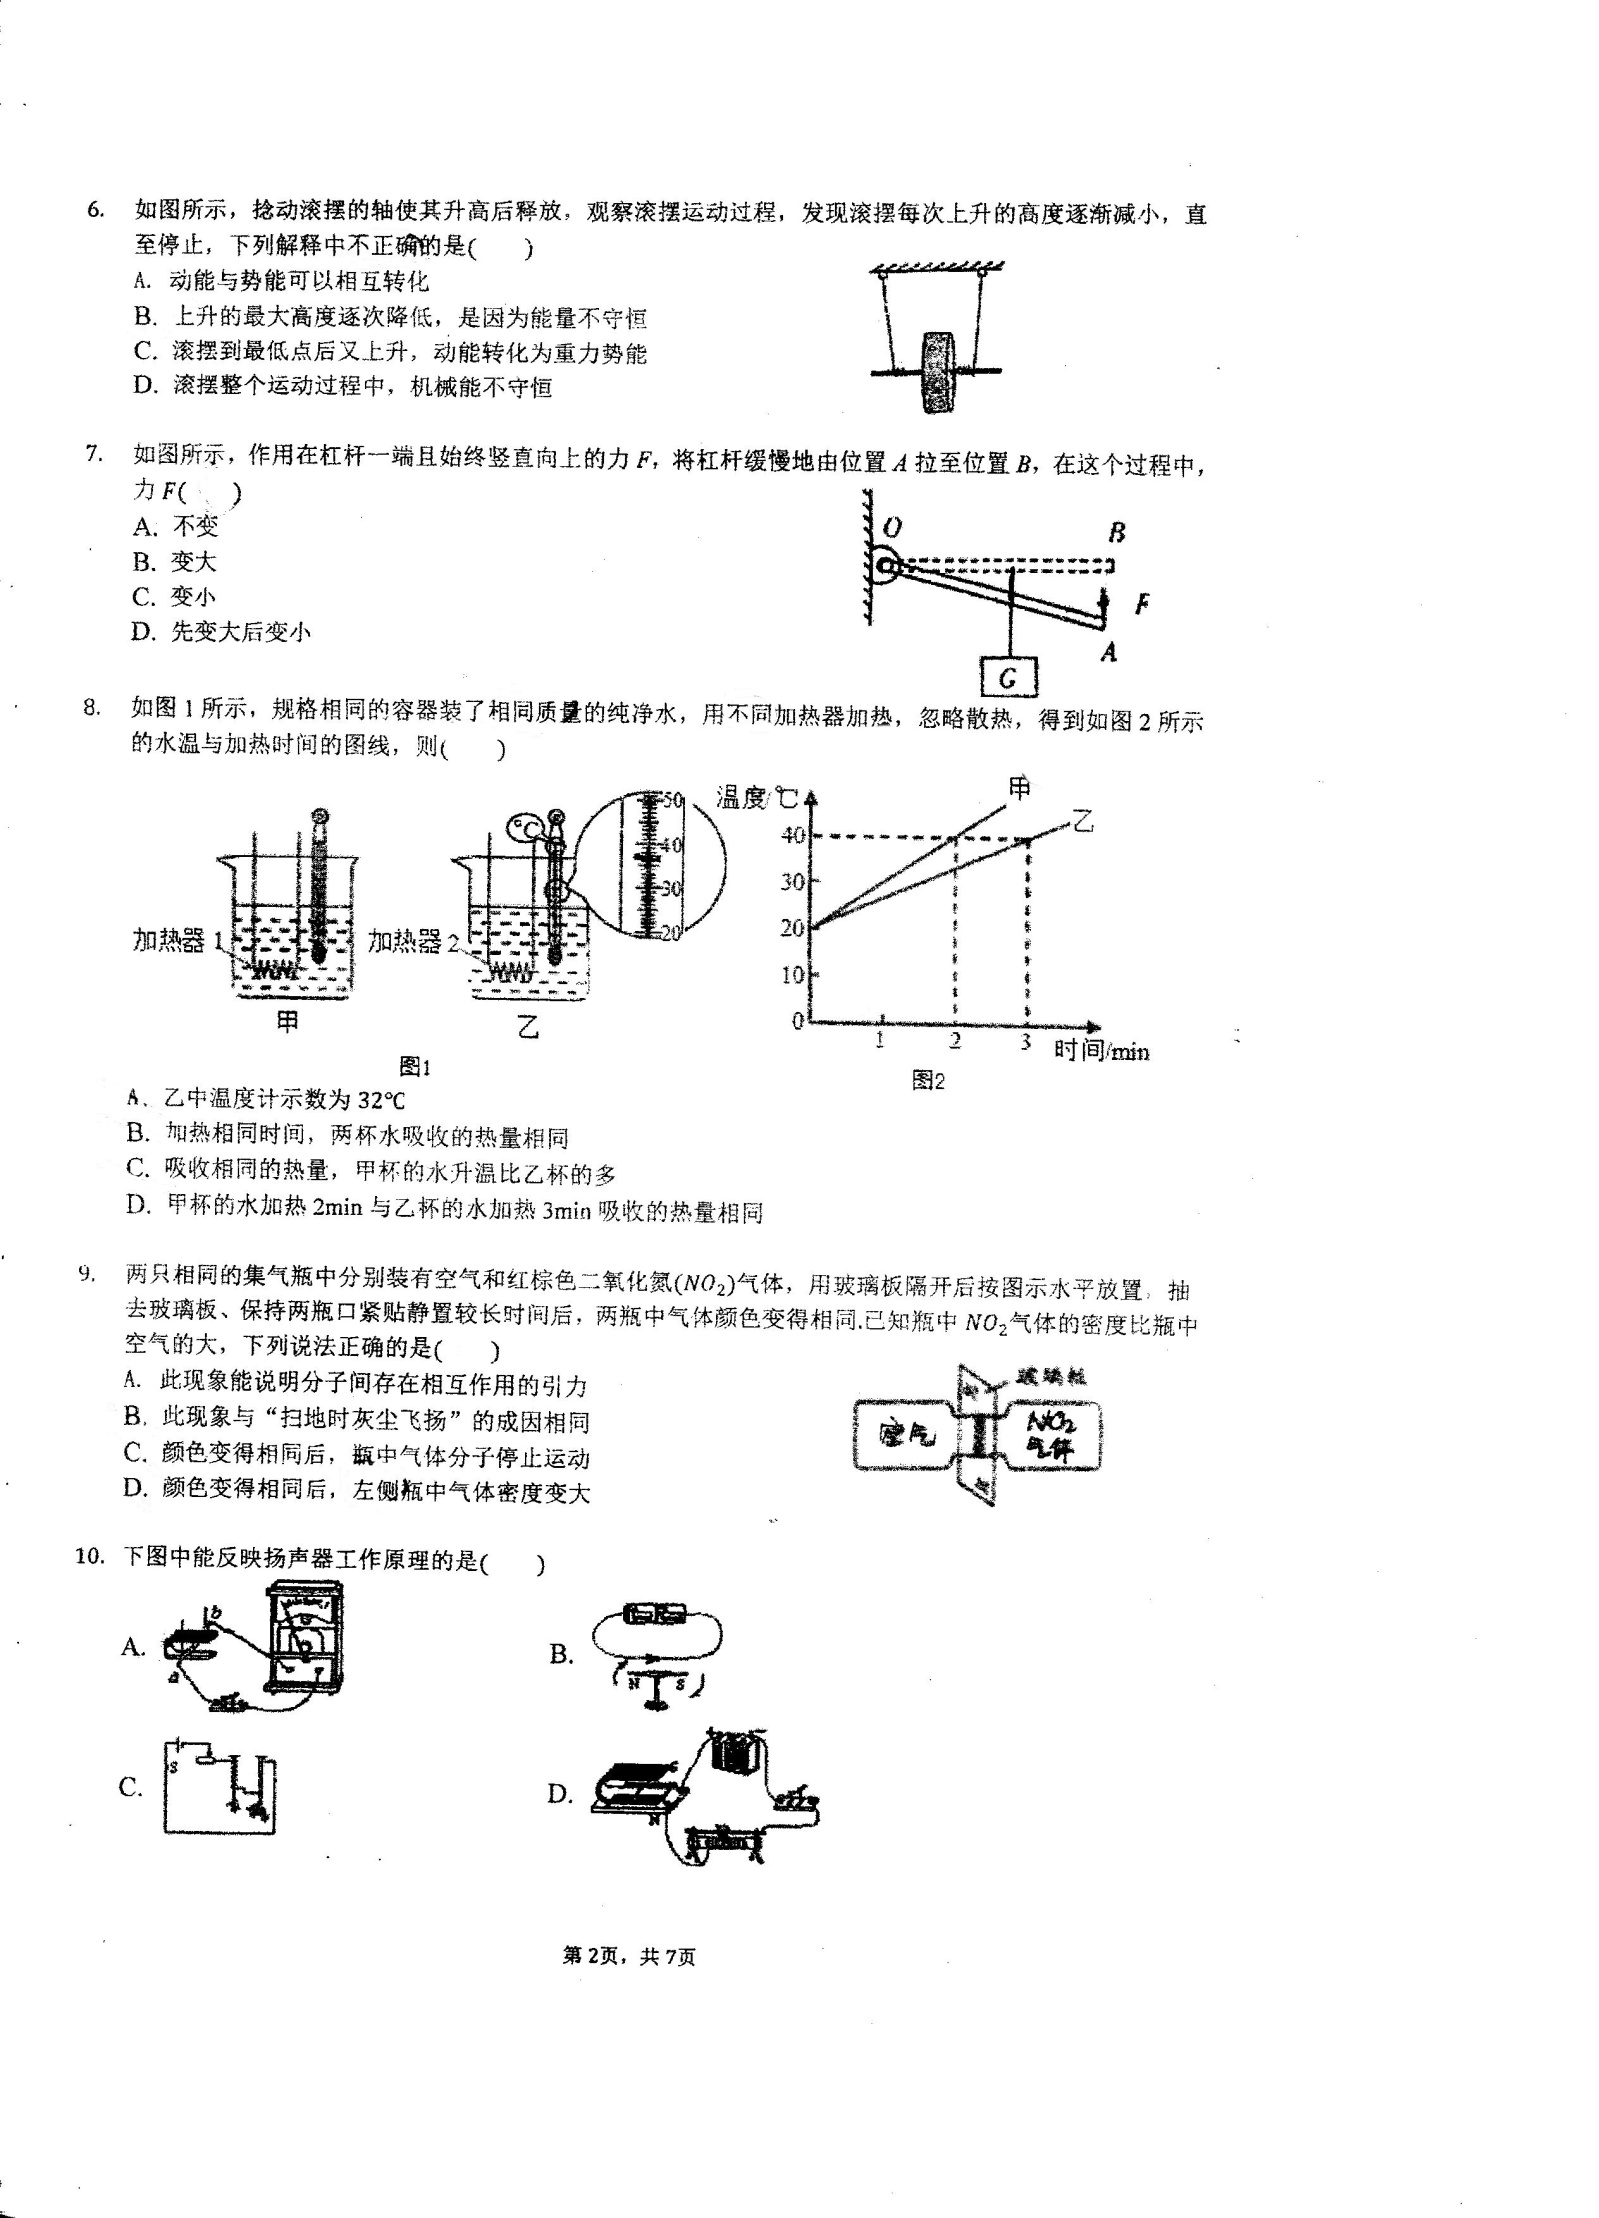 6. 如图所示，捻动滚摆的轴使其升高后释放，观察滚摆运动过程，发现滚摆每次上升的高度逐渐减小，直
至停止，下列解释中不正确的是(  )
A. 动能与势能可以相互转化
B. 上升的最大高度逐次降低，是因为能量不守恒
C. 滚摆到最低点后又上升，动能转化为重力势能
D. 滚摆整个运动过程中，机械能不守恒
7. 如图所示，作用在杠杆一端且始终竖直向上的力 F，将杠杆缓慢地由位置 A 拉至位置 B，在这个过程中，
力 F(  )
A. 不变
B. 变大
C. 变小
D. 先变大后变小
O
B
F
A
G
8. 如图 1 所示，规格相同的容器装了相同质量的纯净水，用不同加热器加热，忽略散热，得到如图 2 所示
的水温与加热时间的图线，则(  )
加热器 1
甲
加热器 2
乙
°C
50
40
30
20
图1
温度/℃
甲
乙
40
30
20
10
0
1 2 3 时间/min
图2
A. 乙中温度计示数为 32℃
B. 加热相同时间，两杯水吸收的热量相同
C. 吸收相同的热量，甲杯的水升温比乙杯的多
D. 甲杯的水加热 2min 与乙杯的水加热 3min 吸收的热量相同
9. 两只相同的集气瓶中分别装有空气和红棕色二氧化氮(NO₂)气体，用玻璃板隔开后按图示水平放置，抽
去玻璃板、保持两瓶口紧贴静置较长时间后，两瓶中气体颜色变得相同.已知瓶中 NO₂气体的密度比瓶中
空气的大，下列说法正确的是(  )
A. 此现象能说明分子间存在相互作用的引力
B. 此现象与“扫地时灰尘飞扬”的成因相同
C. 颜色变得相同后，瓶中气体分子停止运动
D. 颜色变得相同后，左侧瓶中气体密度变大
玻璃板
空气
NO₂
气体
10. 下图中能反映扬声器工作原理的是(  )
A.
b
a
B.
N S
C.
S
D.
N
第 2页，共 7页